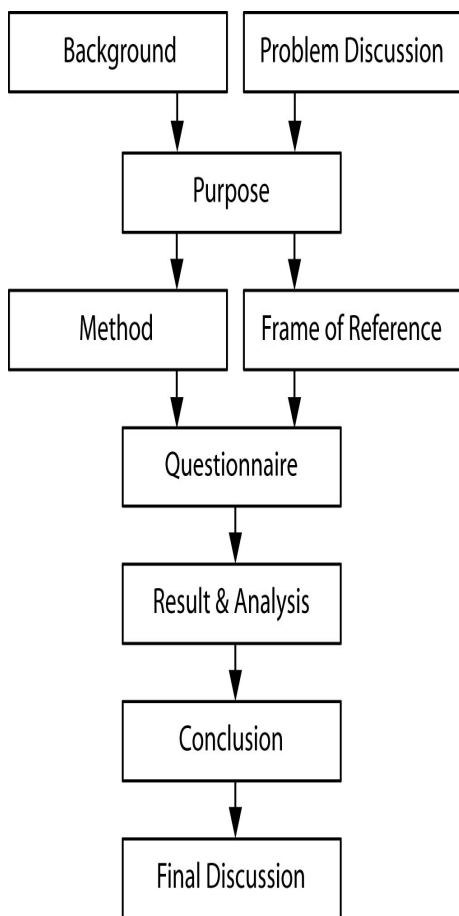 Background
Problem Discussion
Purpose
Method
Frame of Reference
Questionnaire
Result & Analysis
Conclusion
Final Discussion